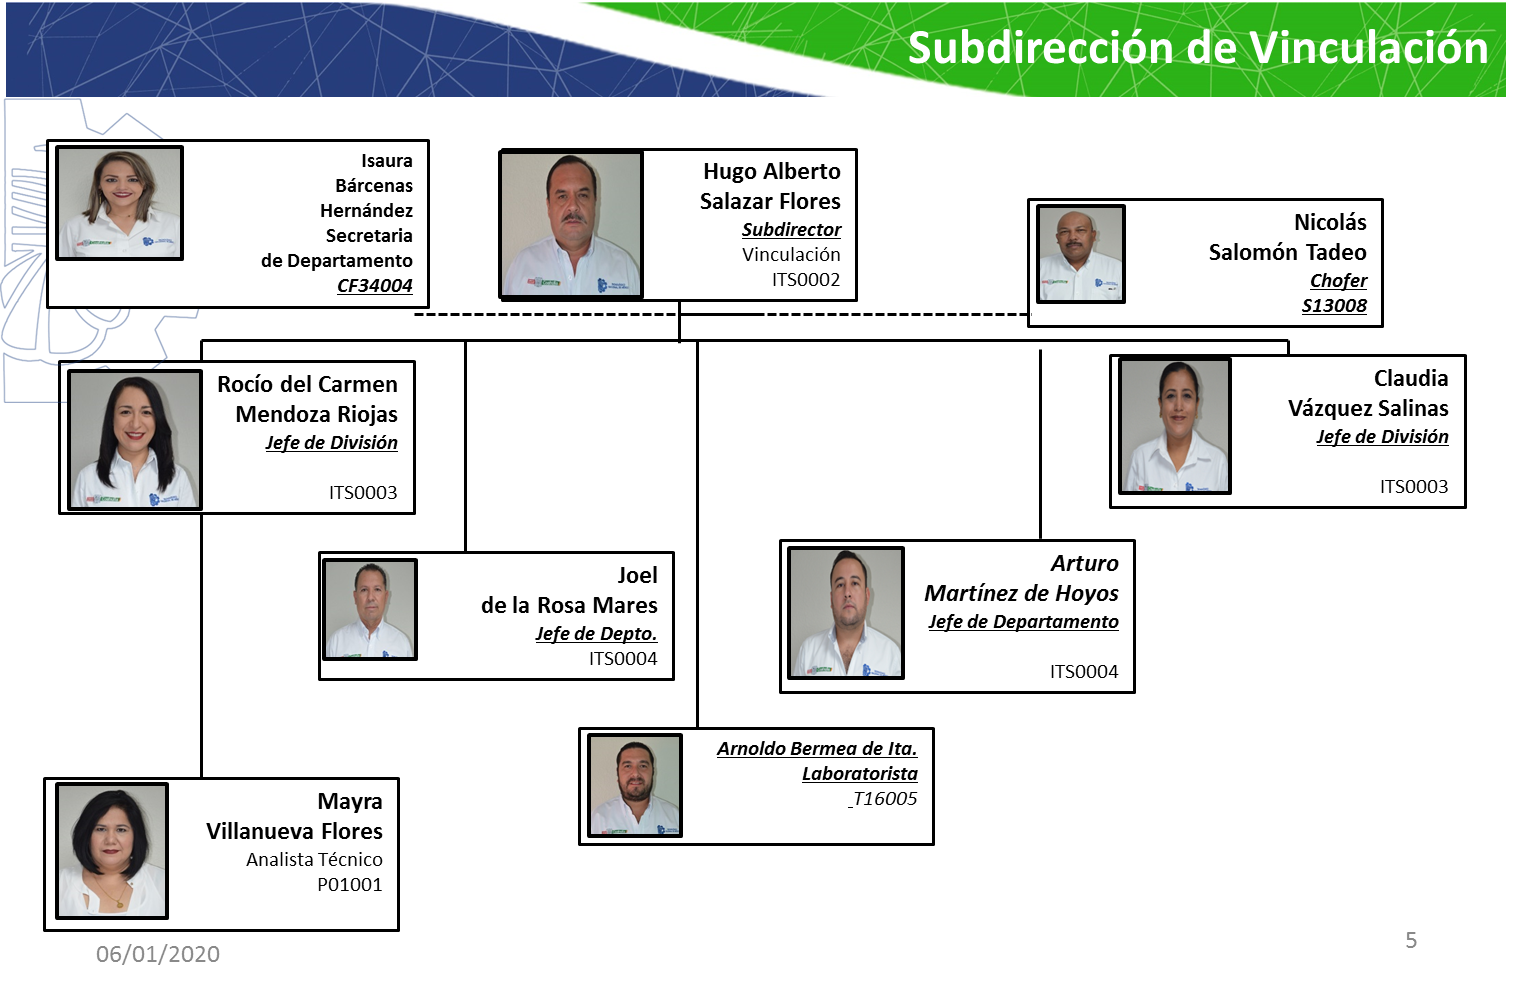 Subdirección de Vinculación
Isaura
Bárcenas
Hernández
Secretaria
de Departamento
CF34004
Hugo Alberto
Salazar Flores
Subdirector
Vinculación
ITS0002
Nicolás
Salomón Tadeo
Chofer
S13008
Rocío del Carmen
Mendoza Riojas
Jefe de División
ITS0003
Claudia
Vázquez Salinas
Jefe de División
ITS0003
Joel
de la Rosa Mares
Jefe de Depto.
ITS0004
Arturo
Martínez de Hoyos
Jefe de Departamento
ITS0004
Arnoldo Bermea de Ita.
Laboratorista
T16005
Mayra
Villanueva Flores
Analista Técnico
P01001
06/01/2020
5